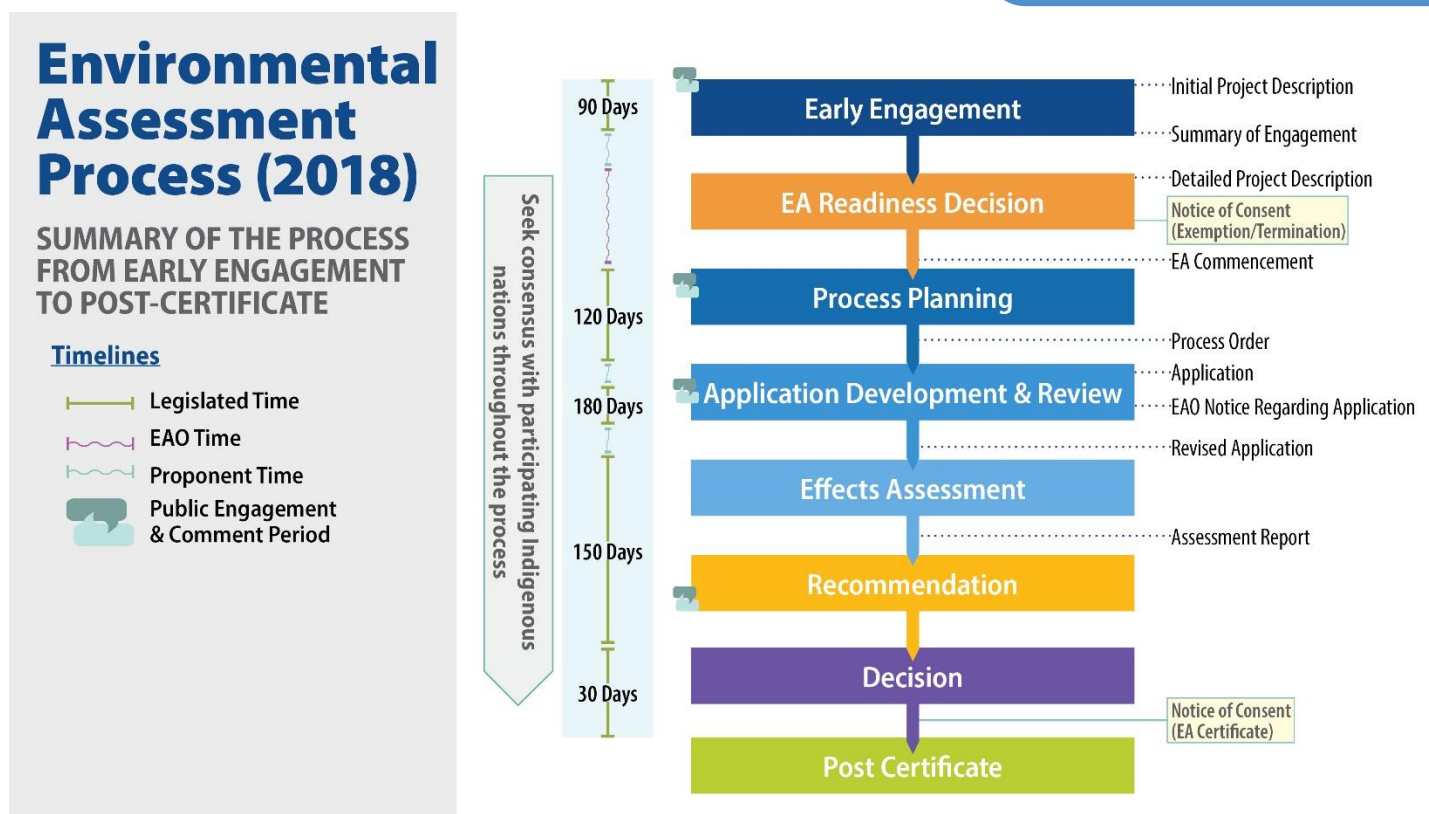 Environmental
Assessment
Process (2018)
SUMMARY OF THE PROCESS
FROM EARLY ENGAGEMENT
TO POST-CERTIFICATE
Timelines
Legislated Time
EAO Time
Proponent Time
Public Engagement
& Comment Period
Seek consensus with participating Indigenous
nations throughout the process
90 Days
120 Days
180 Days
150 Days
30 Days
Early Engagement
EA Readiness Decision
Process Planning
Application Development & Review
Effects Assessment
Recommendation
Decision
Post Certificate
Initial Project Description
Summary of Engagement
Detailed Project Description
Notice of Consent
(Exemption/Termination)
EA Commencement
Process Order
Application
EAO Notice Regarding Application
Revised Application
Assessment Report
Notice of Consent
(EA Certificate)